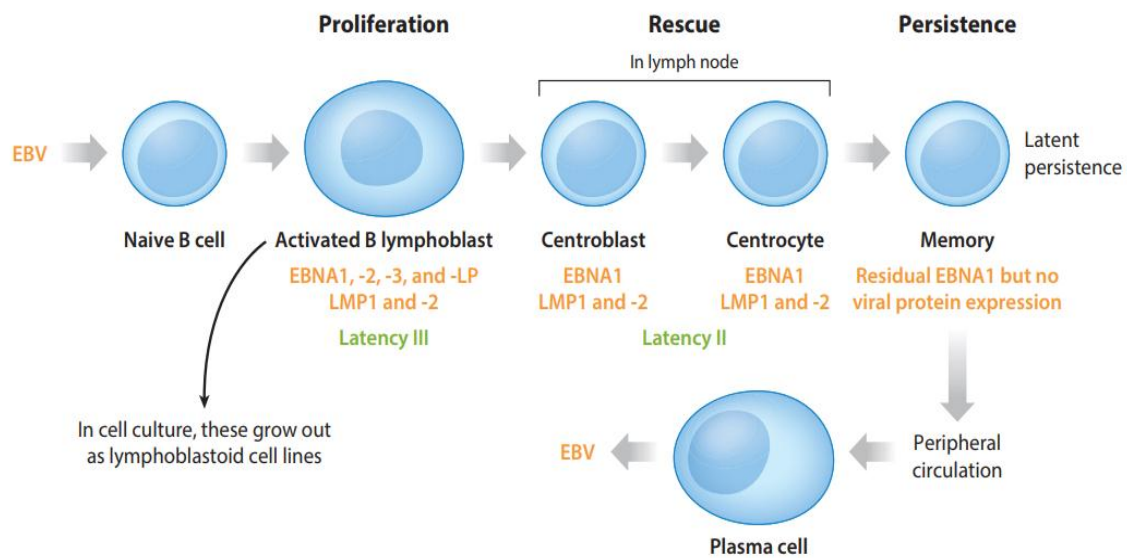 Proliferation
Rescue
Persistence
In lymph node
EBV
Naive B cell
Activated B lymphoblast
EBNA1, -2, -3, and -LP
LMP1 and -2
Latency III
Centroblast
EBNA1
LMP1 and -2
Centrocyte
EBNA1
LMP1 and -2
Latency II
Memory
Residual EBNA1 but no
viral protein expression
Latent
persistence
In cell culture, these grow out
as lymphoblastoid cell lines
EBV
Plasma cell
Peripheral
circulation